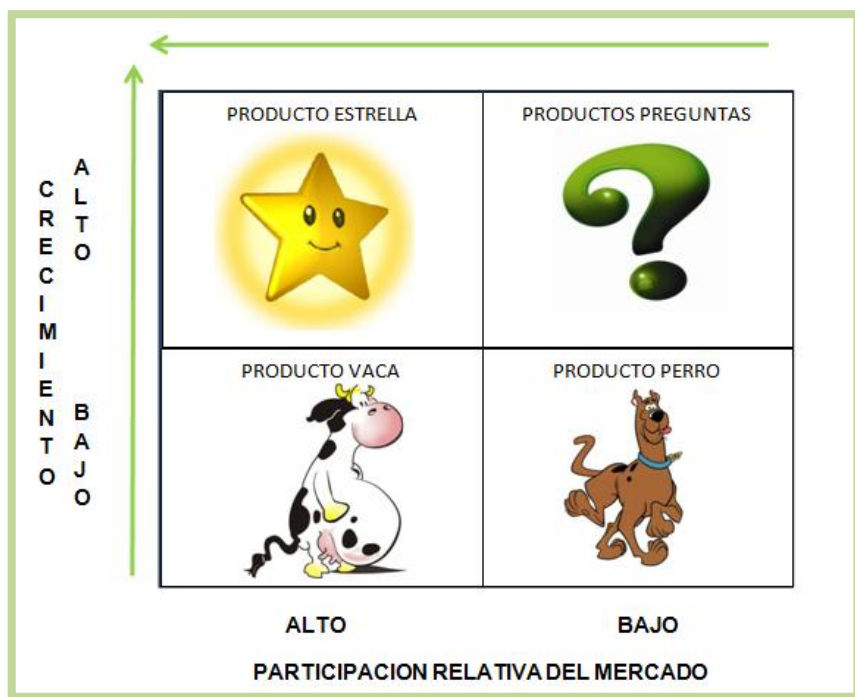 PRODUCTO ESTRELLA
PRODUCTOS PREGUNTAS
CRECIMIENTO
ALTO
BAJO
PRODUCTO VACA
PRODUCTO PERRO
ALTO
BAJO
PARTICIPACION RELATIVA DEL MERCADO